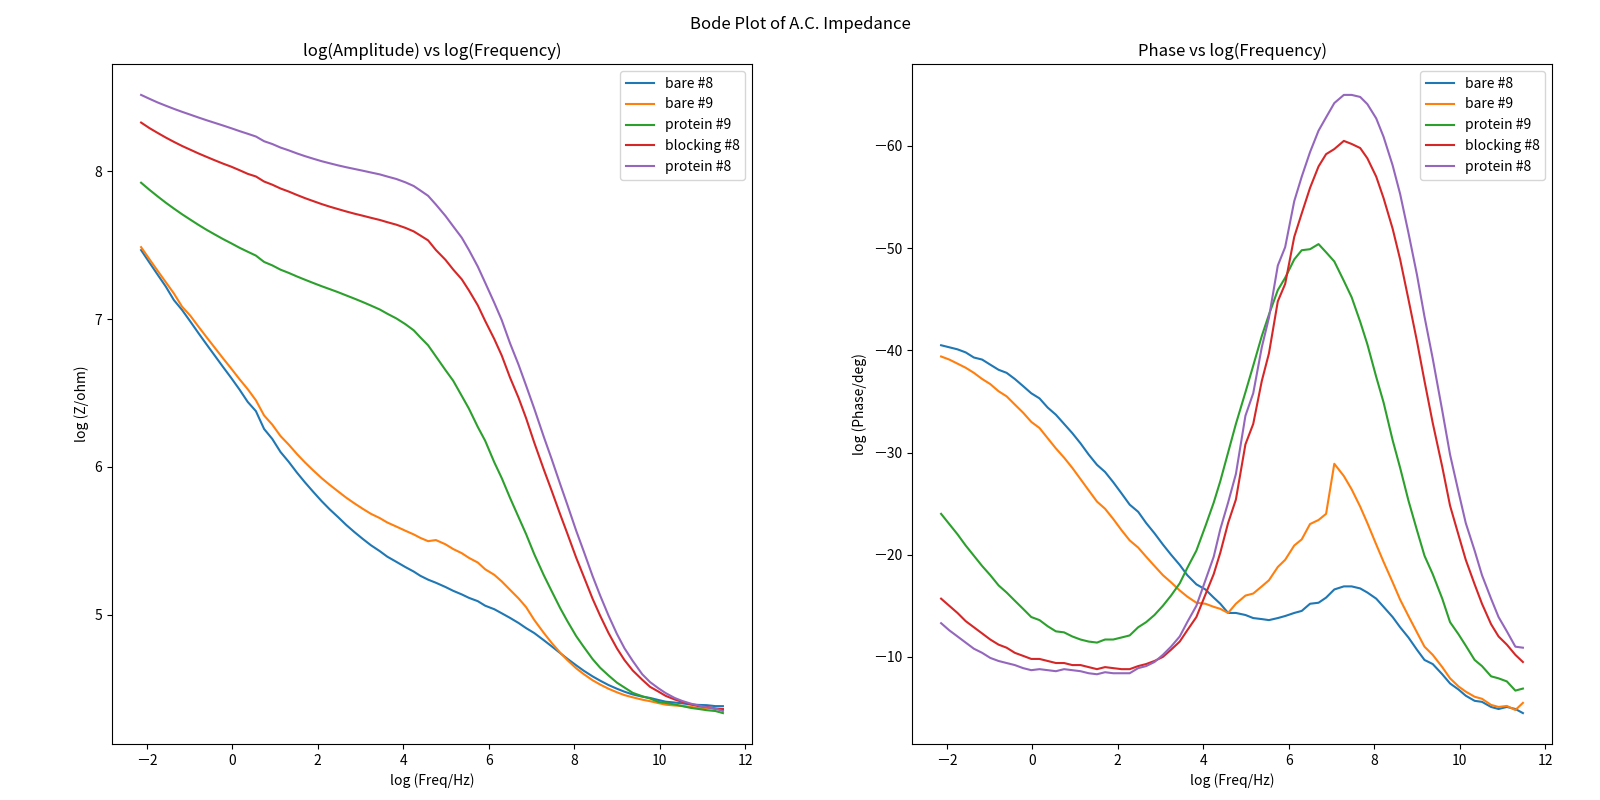 Bode Plot of A.C. Impedance
log(Amplitude) vs log(Frequency)
bare #8
bare #9
protein #9
blocking #8
protein #8
8
7
6
5
log (Z/ohm)
−2 0 2 4 6 8 10 12
log (Freq/Hz)
Phase vs log(Frequency)
bare #8
bare #9
protein #9
blocking #8
protein #8
−60
−50
−40
−30
−20
−10
log (Phase/deg)
−2 0 2 4 6 8 10 12
log (Freq/Hz)